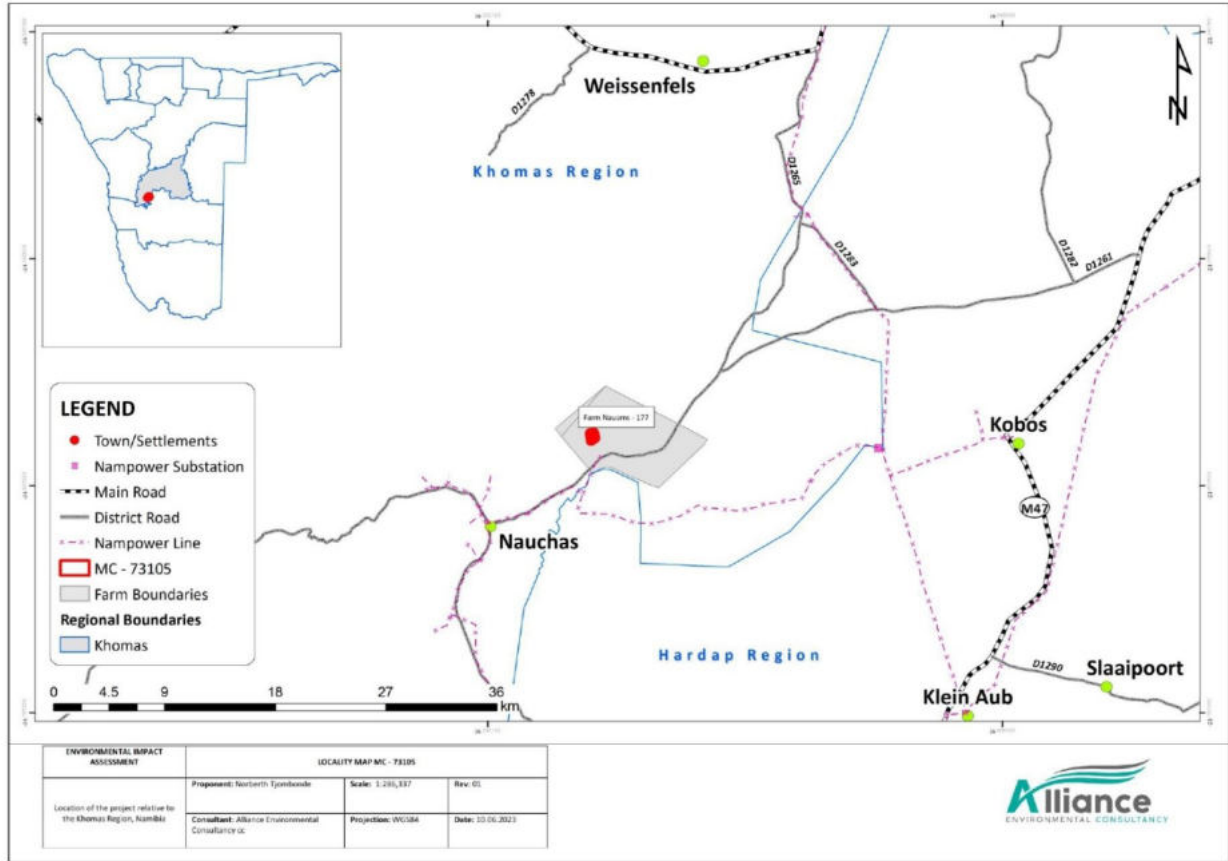 Weissenfels
D1278
Khomas Region
D1265
D1283
D1282
D1261
Farm Nauams - 177
Kobos
M47
Nauchas
Hardap Region
D1290
Slaaipoort
Klein Aub
N
LEGEND
Town/Settlements
Nampower Substation
Main Road
District Road
Nampower Line
MC - 73105
Farm Boundaries
Regional Boundaries
Khomas
0 4.5 9 18 27 36
km
ENVIRONMENTAL IMPACT
ASSESSMENT
Location of the project relative to
the Khomas Region, Namibia
LOCALITY MAP MC - 73105
Proponent: Norberth Tjombonde
Scale: 1:286,337
Rev: 01
Consultant: Alliance Environmental
Consultancy cc
Projection: WGS84
Date: 10.06.2023
Alliance
ENVIRONMENTAL CONSULTANCY